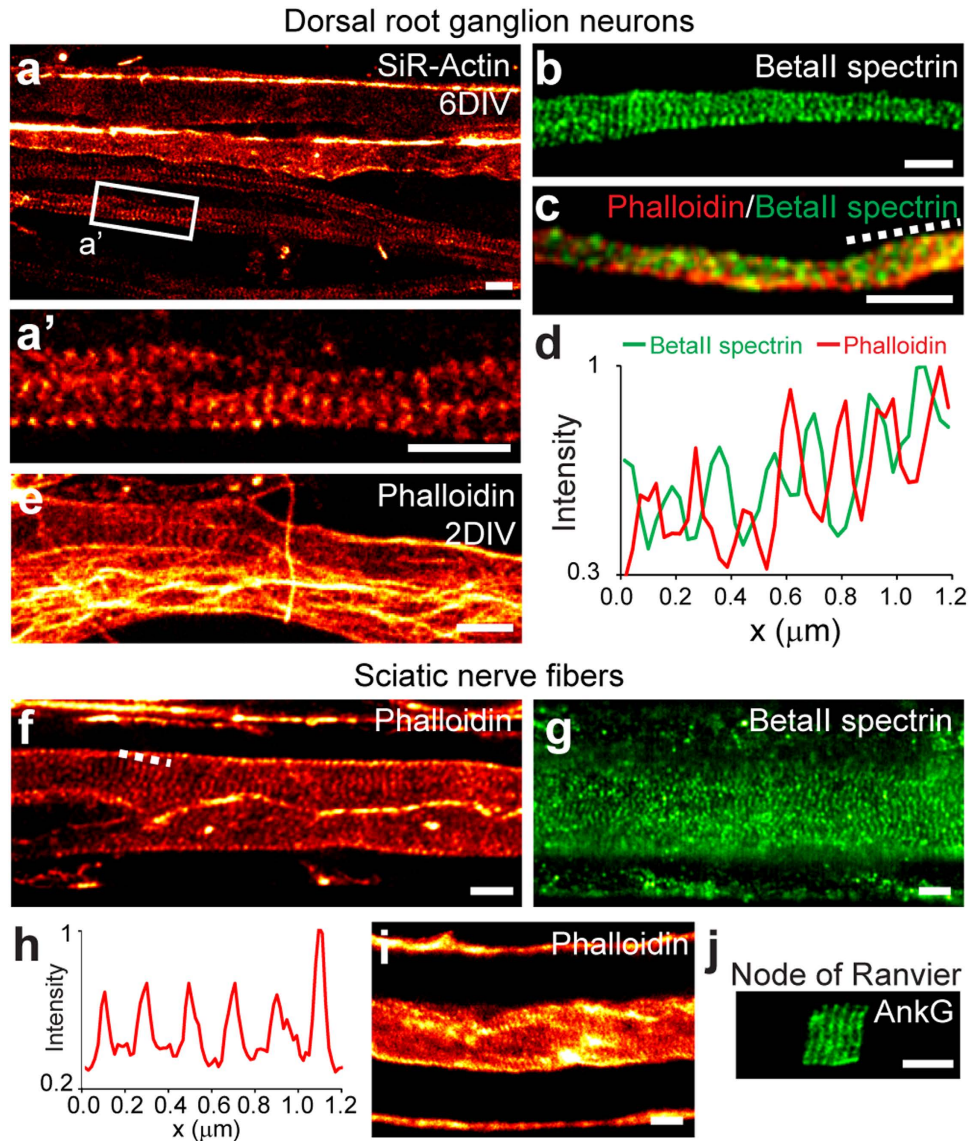 Dorsal root ganglion neurons
a
SiR-Actin
6DIV
a'
b
BetaII spectrin
c
Phalloidin/BetaII spectrin
a'
d
BetaII spectrin
Phalloidin
1
Intensity
0.3
0.0 0.2 0.4 0.6 0.8 1.0 1.2
x (μm)
e
Phalloidin
2DIV
Sciatic nerve fibers
f
Phalloidin
g
BetaII spectrin
h
1
Intensity
0.2
0.0 0.2 0.4 0.6 0.8 1.0 1.2
x (μm)
i
Phalloidin
j
Node of Ranvier
AnkG